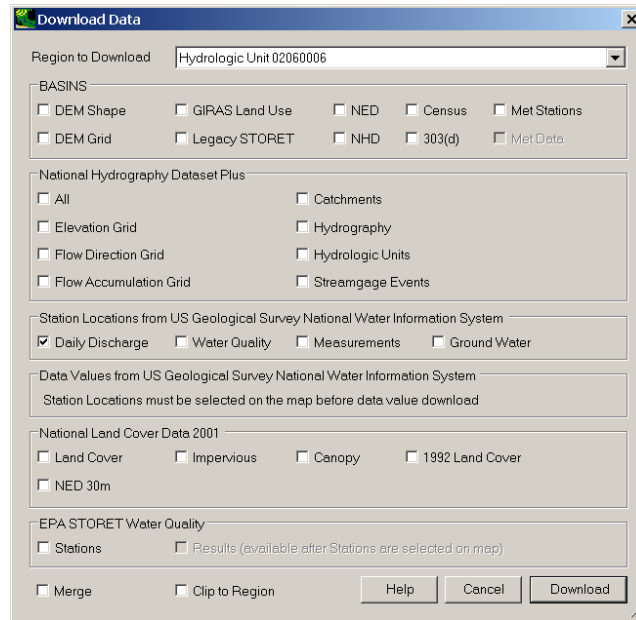 Download Data
Region to Download Hydrologic Unit 02060006
BASINS
DEM Shape GIRAS Land Use NED Census Met Stations
DEM Grid Legacy STORET NHD 303(d) Met Data
National Hydrography Dataset Plus
All Catchments
Elevation Grid Hydrography
Flow Direction Grid Hydrologic Units
Flow Accumulation Grid Streamgage Events
Station Locations from US Geological Survey National Water Information System
Daily Discharge Water Quality Measurements Ground Water
Data Values from US Geological Survey National Water Information System
Station Locations must be selected on the map before data value download
National Land Cover Data 2001
Land Cover Impervious Canopy 1992 Land Cover
NED 30m
EPA STORET Water Quality
Stations Results (available after Stations are selected on map)
Merge Clip to Region Help Cancel Download